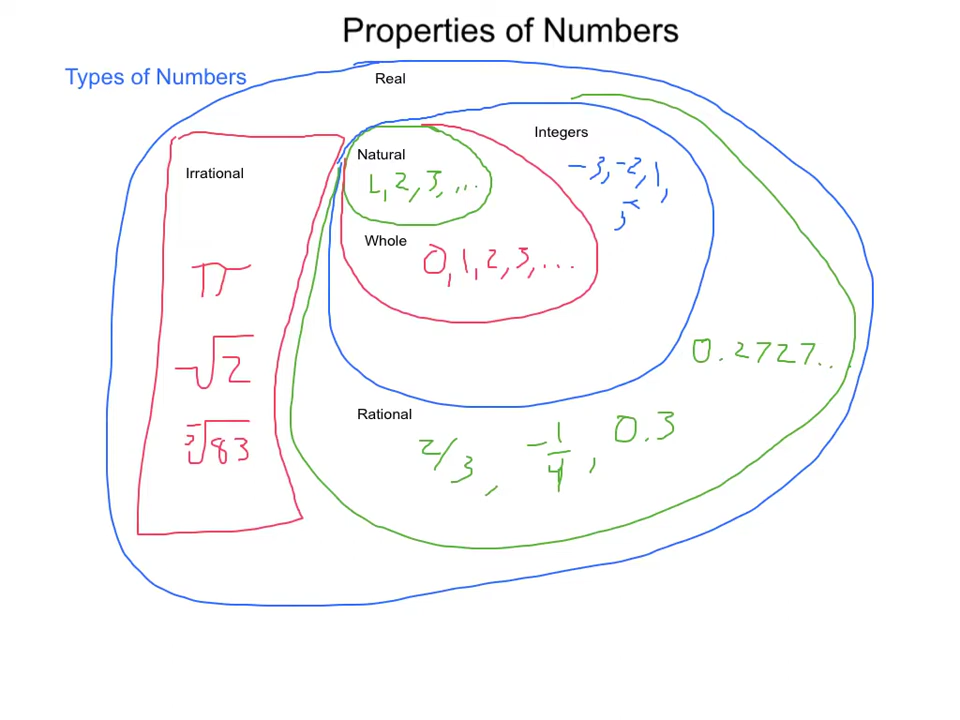 Properties of Numbers
Types of Numbers
Real
Integers
-3, -2, 1,
5
Natural
1, 2, 3, ...
Irrational
Whole
0, 1, 2, 3, ...
π
-√2
∛83
0.2727...
Rational
2/3, -1/4, 0.3